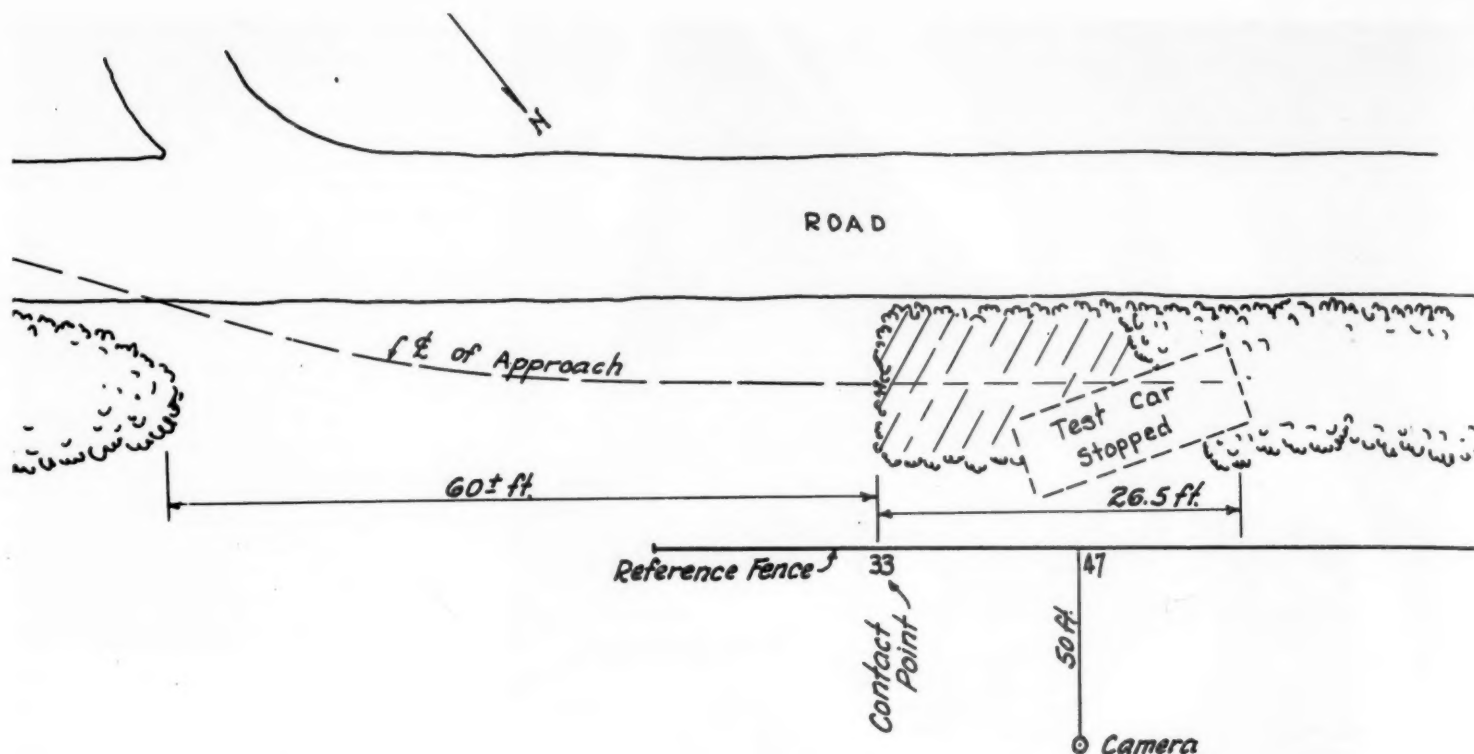 N
ROAD
℄ of Approach
Test Car
Stopped
60± ft.
26.5 ft.
Reference Fence
33
47
Contact
Point
50 ft.
Camera